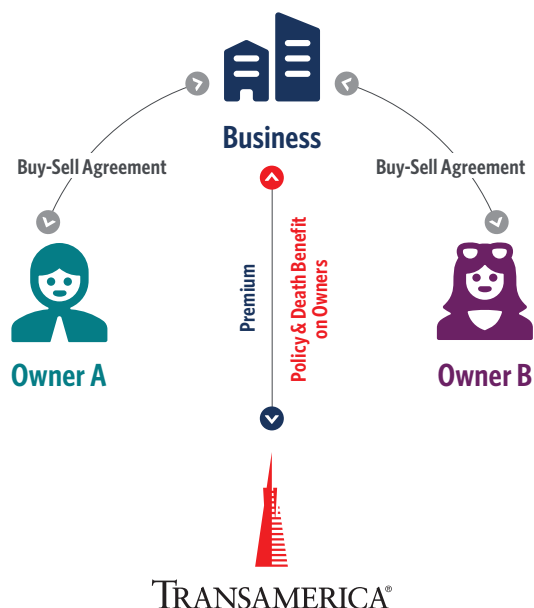 Business
Buy-Sell Agreement
Buy-Sell Agreement
Premium
Policy & Death Benefit
on Owners
Owner A
Owner B
TRANSAMERICA®